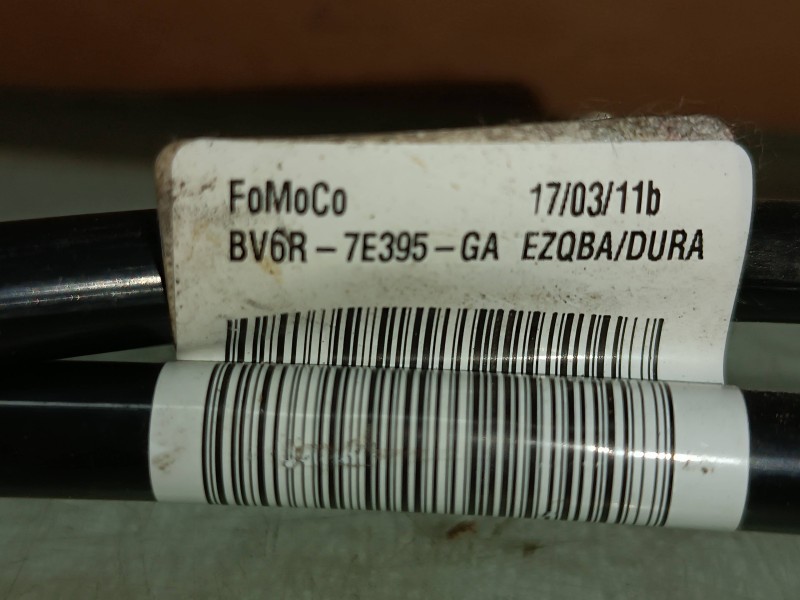 FoMoCo 17/03/11b
BV6R-7E395-GA EZQBA/DURA